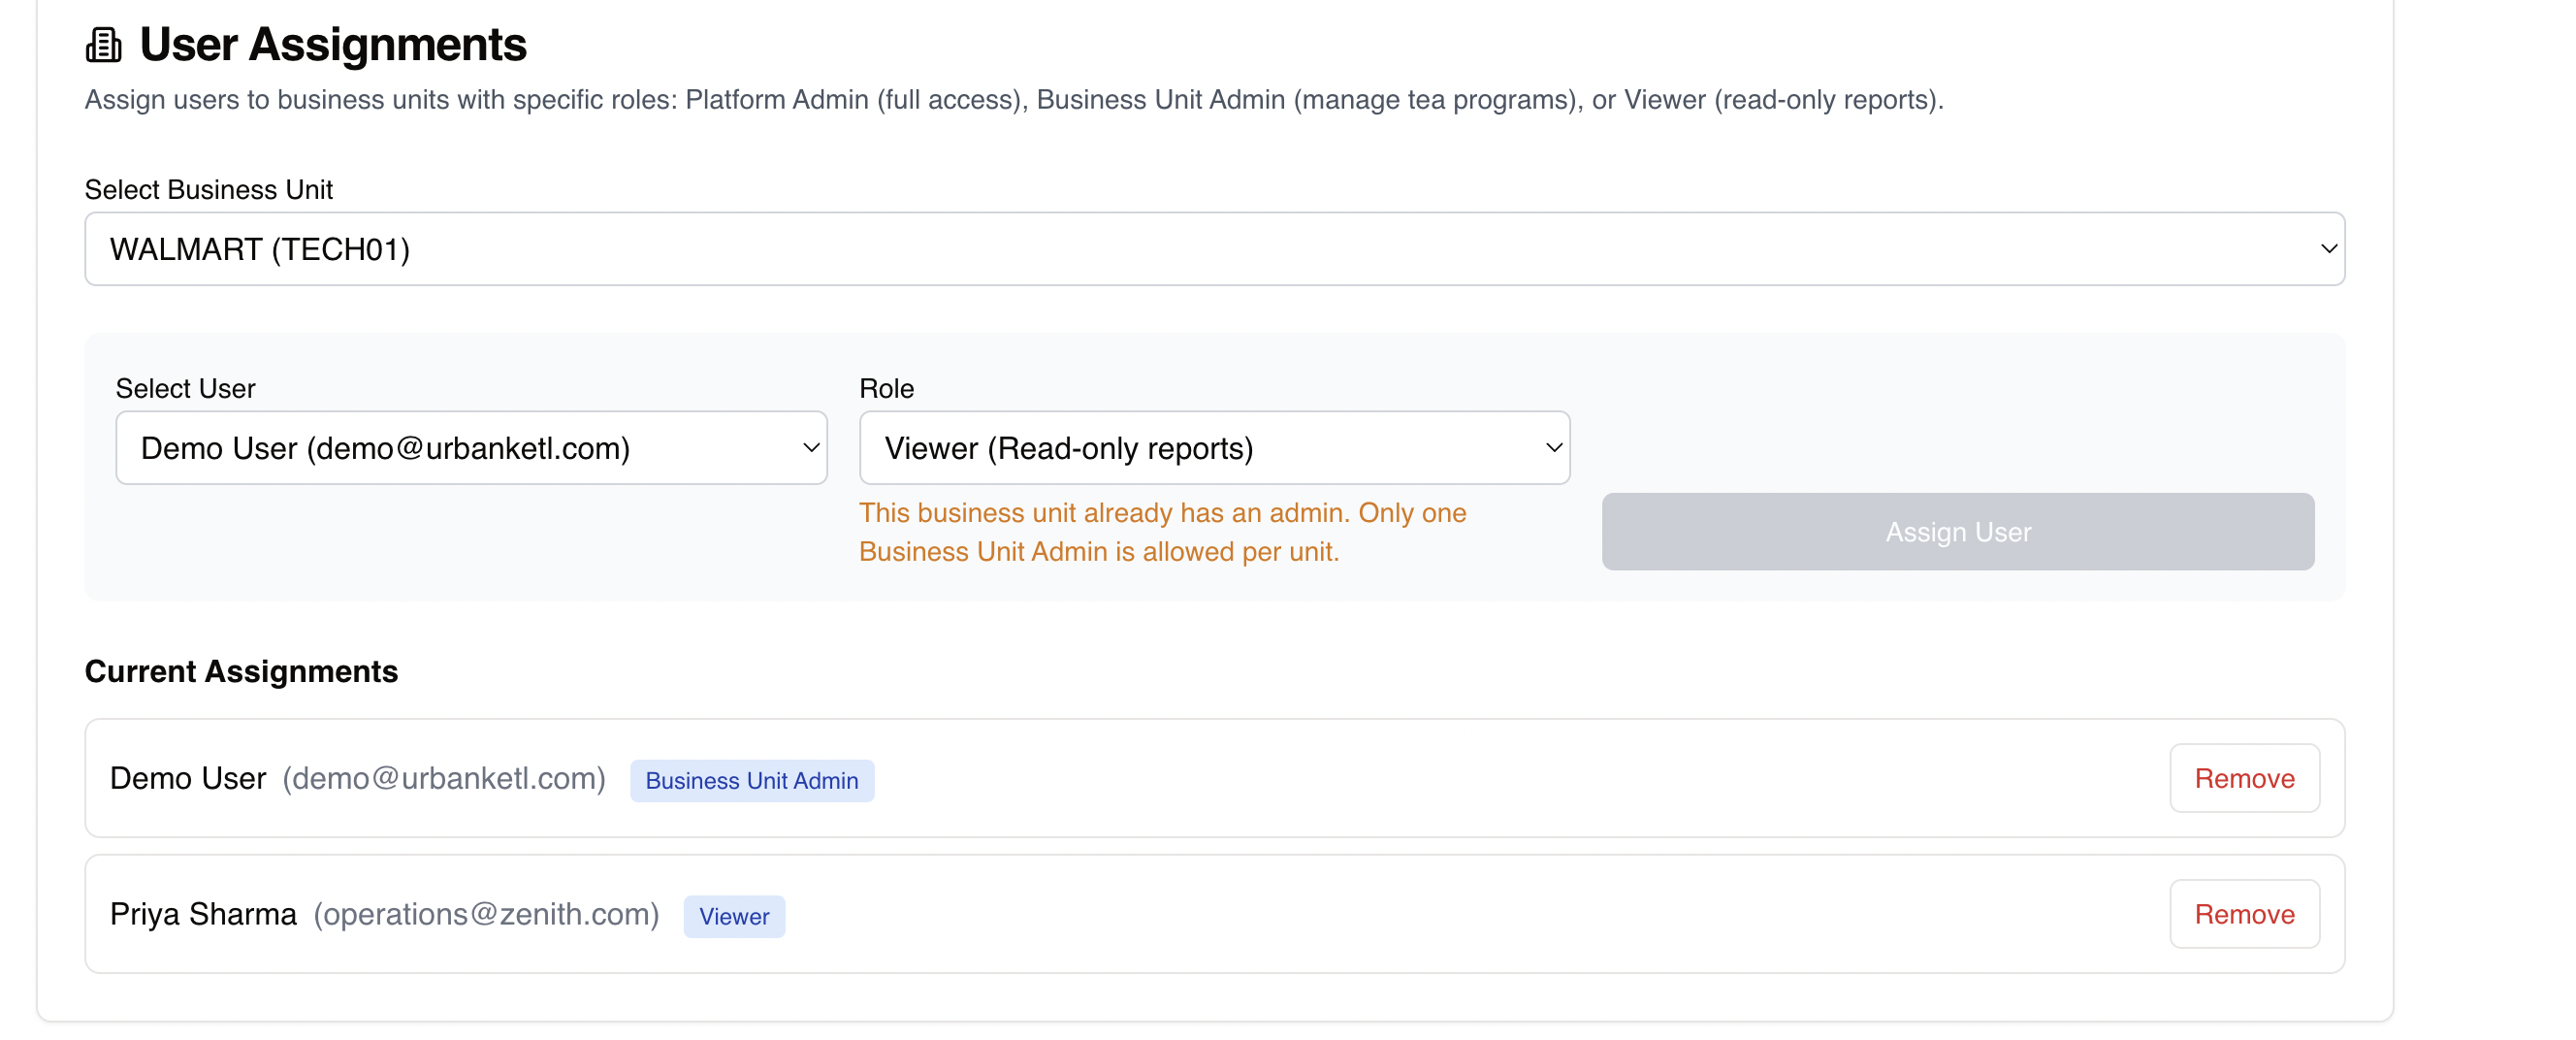 User Assignments
Assign users to business units with specific roles: Platform Admin (full access), Business Unit Admin (manage tea programs), or Viewer (read-only reports).
Select Business Unit
WALMART (TECH01)
Select User
Demo User (demo@urbanketl.com)
Role
Viewer (Read-only reports)
This business unit already has an admin. Only one
Business Unit Admin is allowed per unit.
Assign User
Current Assignments
Demo User (demo@urbanketl.com) Business Unit Admin Remove
Priya Sharma (operations@zenith.com) Viewer Remove